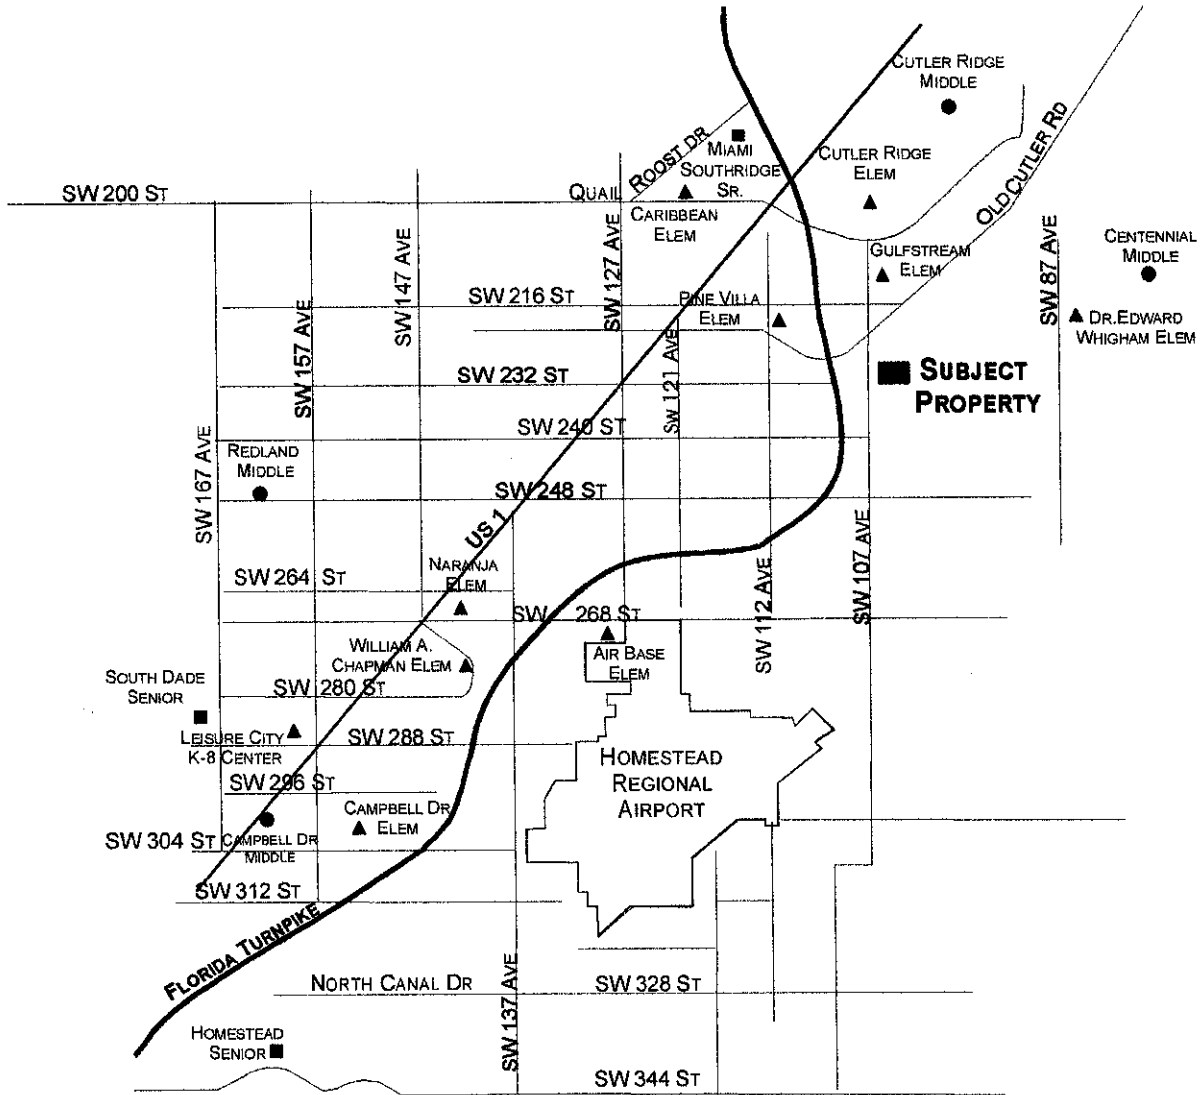 CUTLER RIDGE
MIDDLE
QUAIL ROOST DR
MIAMI
SOUTHRIDGE
SR.
CUTLER RIDGE
ELEM
OLD CUTLER RD
SW 200 ST
CARIBBEAN
ELEM
SW 147 AVE
SW 127 AVE
GULFSTREAM
ELEM
SW 87 AVE
CENTENNIAL
MIDDLE
SW 216 ST
PINE VILLA
ELEM
DR. EDWARD
WHIGHAM ELEM
SW 157 AVE
SW 232 ST
SW 121 AVE
SUBJECT
PROPERTY
SW 240 ST
SW 167 AVE
REDLAND
MIDDLE
SW 248 ST
US 1
NARANJA
ELEM
SW 264 ST
SW 268 ST
SW 112 AVE
SW 107 AVE
WILLIAM A.
CHAPMAN ELEM
AIR BASE
ELEM
SOUTH DADE
SENIOR
SW 280 ST
LEISURE CITY
K-8 CENTER
SW 288 ST
HOMESTEAD
REGIONAL
AIRPORT
SW 296 ST
CAMPBELL DR
ELEM
SW 304 ST
CAMPBELL DR
MIDDLE
SW 312 ST
FLORIDA TURNPIKE
SW 137 AVE
NORTH CANAL DR
SW 328 ST
HOMESTEAD
SENIOR
SW 344 ST